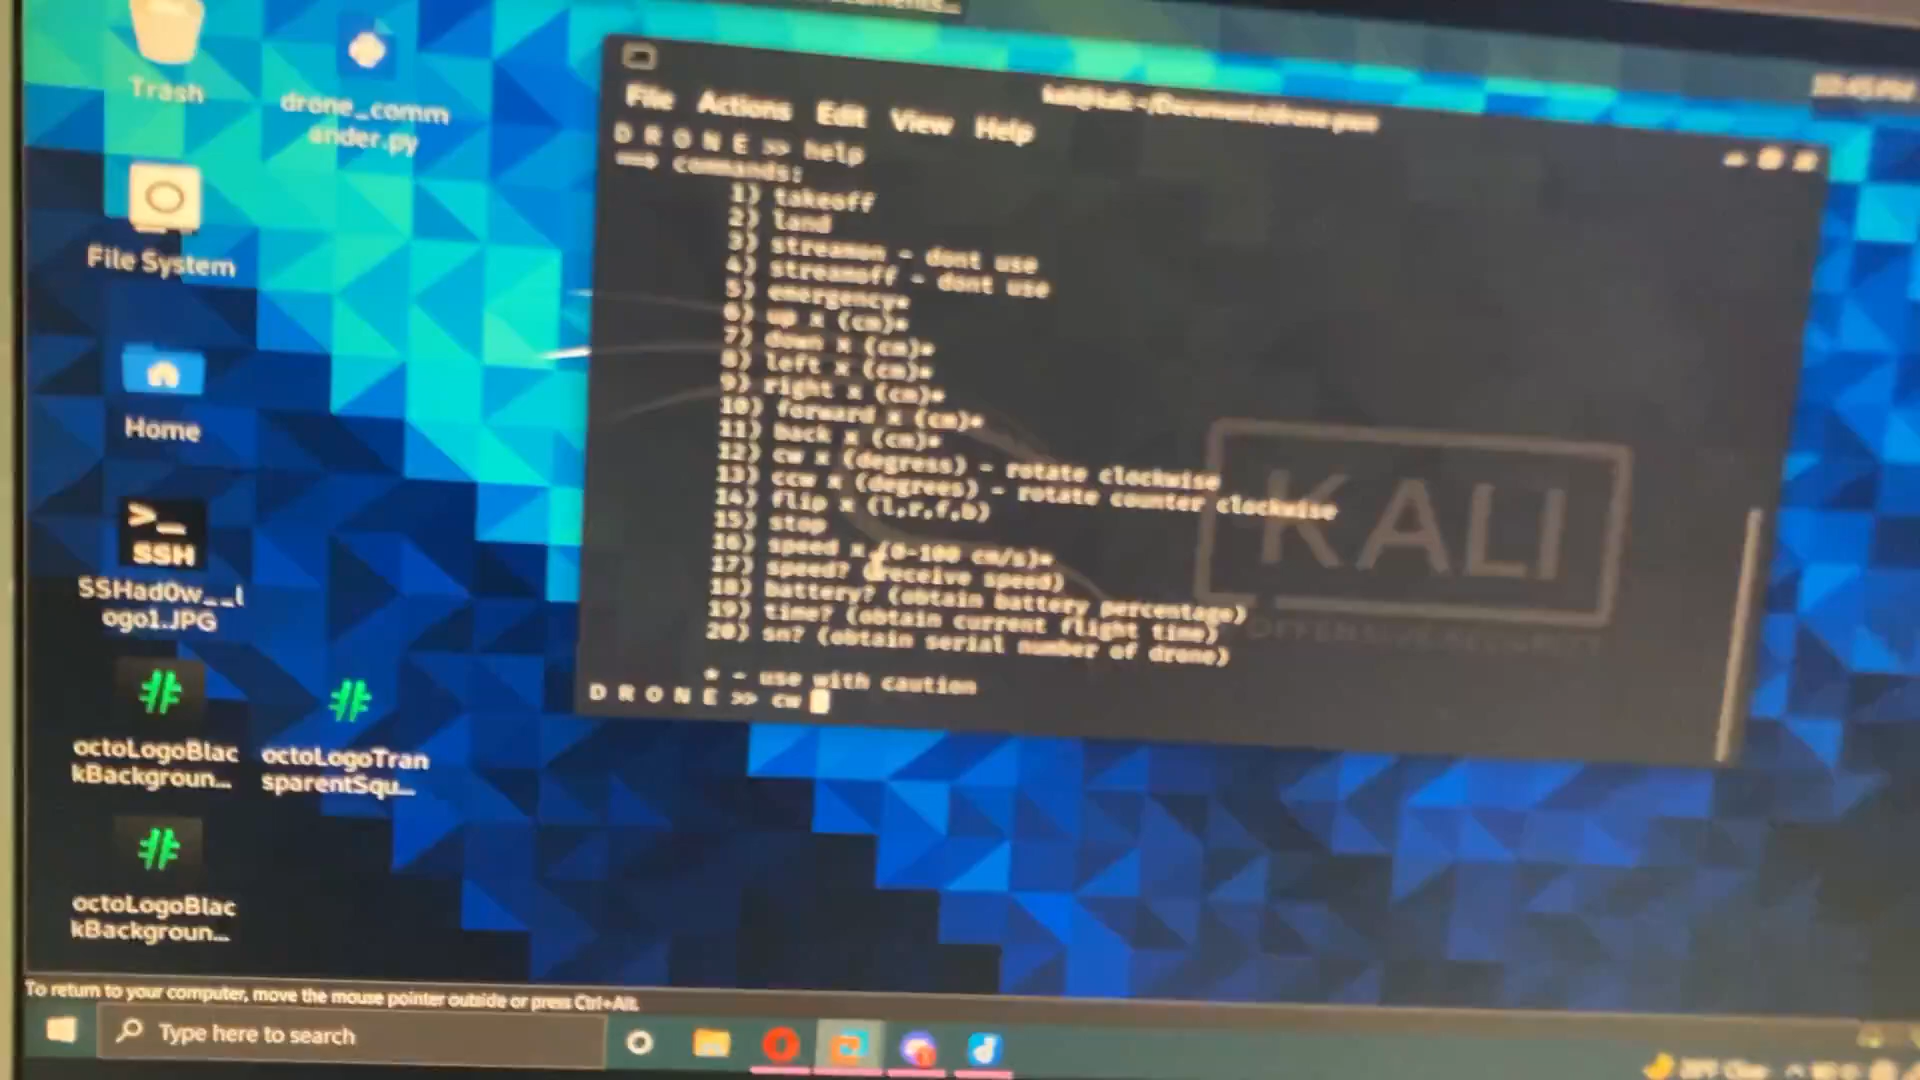 Trash
drone_comm
ander.py
File System
Home
>_
SSH
SSHad0w__l
ogo1.JPG
octoLogoBlac
kBackgroun...
octoLogoTran
sparentSqu...
octoLogoBlac
kBackgroun...
File Actions Edit View Help
D R O N E >> help
==> commands:
1) takeoff
2) land
3) streamon - dont use
4) streamoff - dont use
5) emergency*
6) up x (cm)*
7) down x (cm)*
8) left x (cm)*
9) right x (cm)*
10) forward x (cm)*
11) back x (cm)*
12) cw x (degress) - rotate clockwise
13) ccw x (degrees) - rotate counter clockwise
14) flip x (l,r,f,b)
15) stop
16) speed x (0-100 cm/s)*
17) speed? (receive speed)
18) battery? (obtain battery percentage)
19) time? (obtain current flight time)
20) sn? (obtain serial number of drone)
* - use with caution
D R O N E >> cw
KALI
OFFENSIVE SECURITY
To return to your computer, move the mouse pointer outside or press Ctrl+Alt.
Type here to search